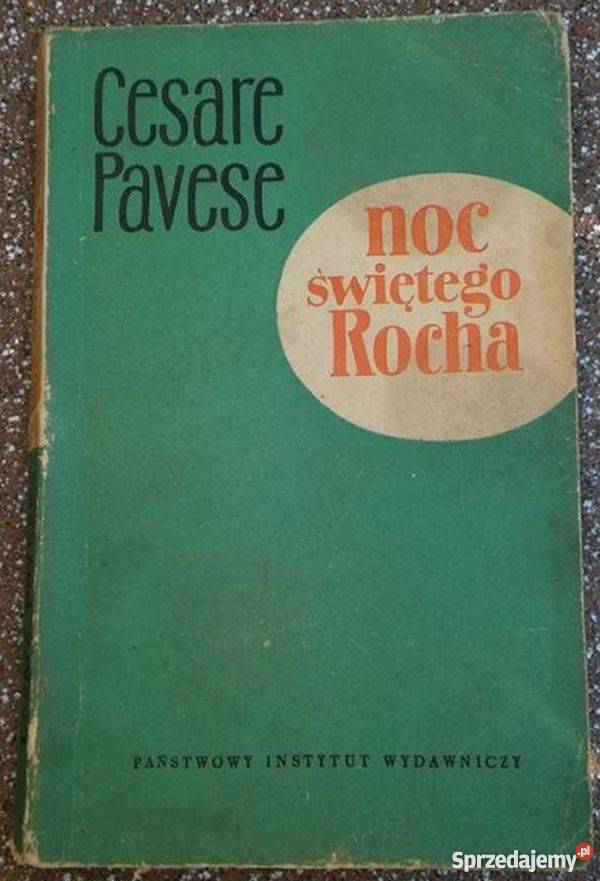 Cesare
Pavese
noc
świętego
Rocha
PAŃSTWOWY INSTYTUT WYDAWNICZY
Sprzedajemy.pl